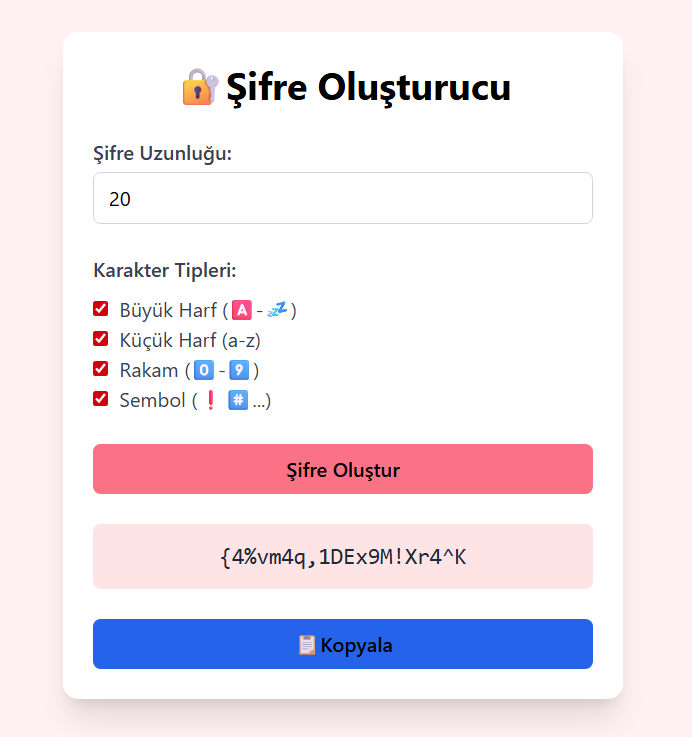 🔐 Şifre Oluşturucu
Şifre Uzunluğu:
20
Karakter Tipleri:
Büyük Harf (🅰️-💤)
Küçük Harf (a-z)
Rakam (0️⃣-9️⃣)
Sembol (❗#️⃣...)
Şifre Oluştur
{4%vm4q,1DEx9M!Xr4^K
📋Kopyala